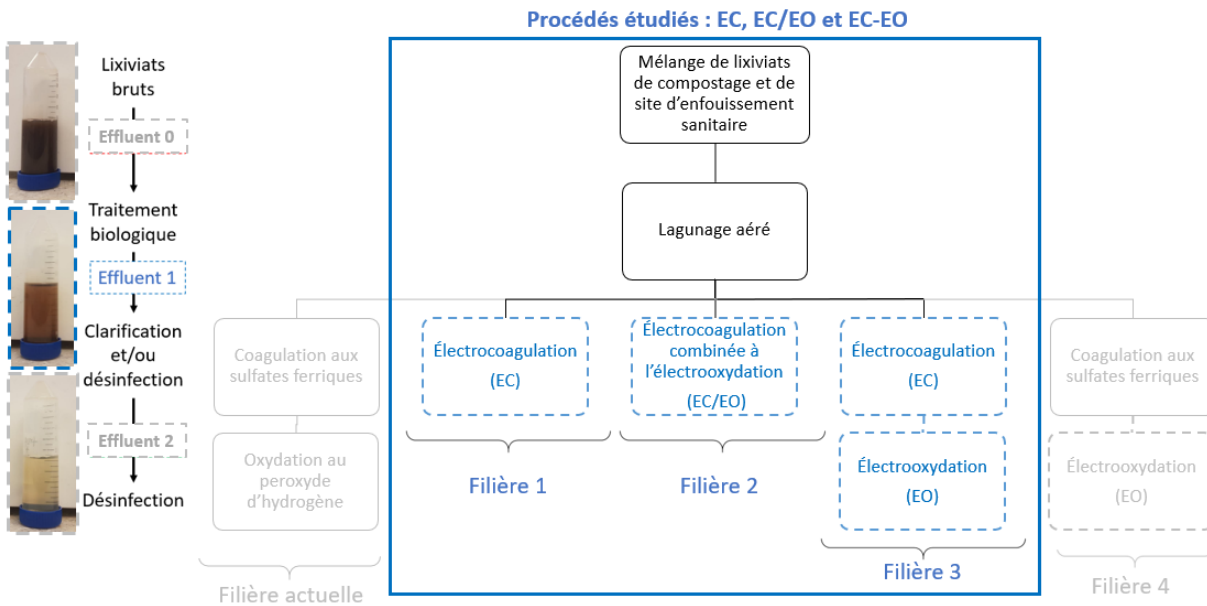 Procédés étudiés : EC, EC/EO et EC-EO
Lixiviats
bruts
Effluent 0
Traitement
biologique
Effluent 1
Clarification
et/ou
désinfection
Effluent 2
Désinfection
Mélange de lixiviats
de compostage et de
site d'enfouissement
sanitaire
Lagunage aéré
Coagulation aux
sulfates ferriques
Oxydation au
peroxyde
d'hydrogène
Filière actuelle
Électrocoagulation
(EC)
Filière 1
Électrocoagulation
combinée à
l'électrooxydation
(EC/EO)
Filière 2
Électrocoagulation
(EC)
Électrooxydation
(EO)
Filière 3
Coagulation aux
sulfates ferriques
Électrooxydation
(EO)
Filière 4